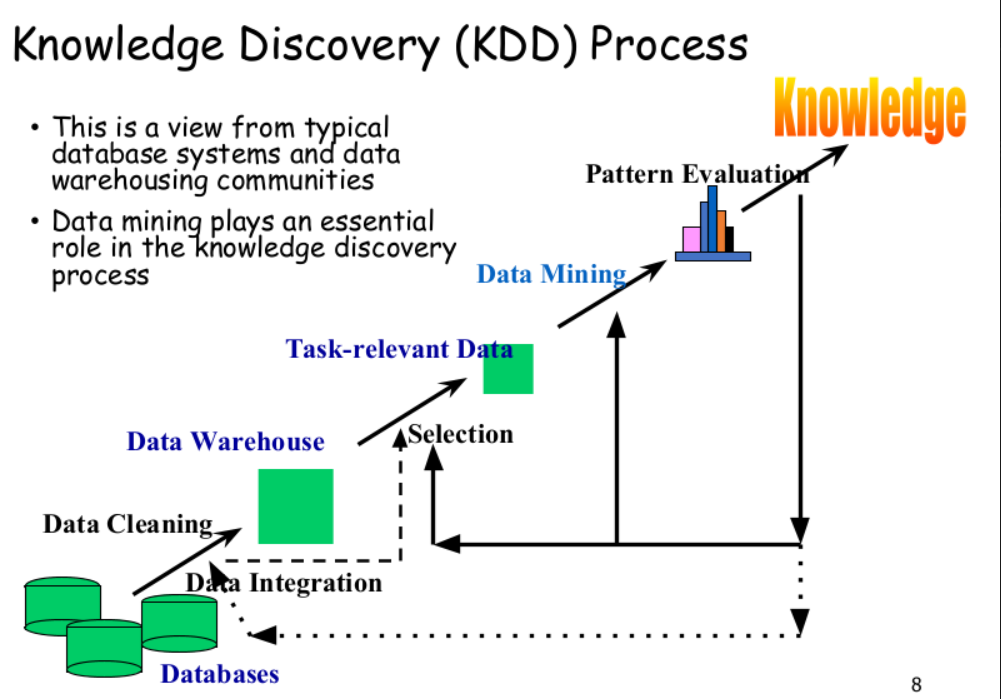 Knowledge Discovery (KDD) Process
Knowledge
• This is a view from typical
database systems and data
warehousing communities
• Data mining plays an essential
role in the knowledge discovery
process
Pattern Evaluation
Data Mining
Task-relevant Data
Selection
Data Warehouse
Data Cleaning
Data Integration
Databases
8